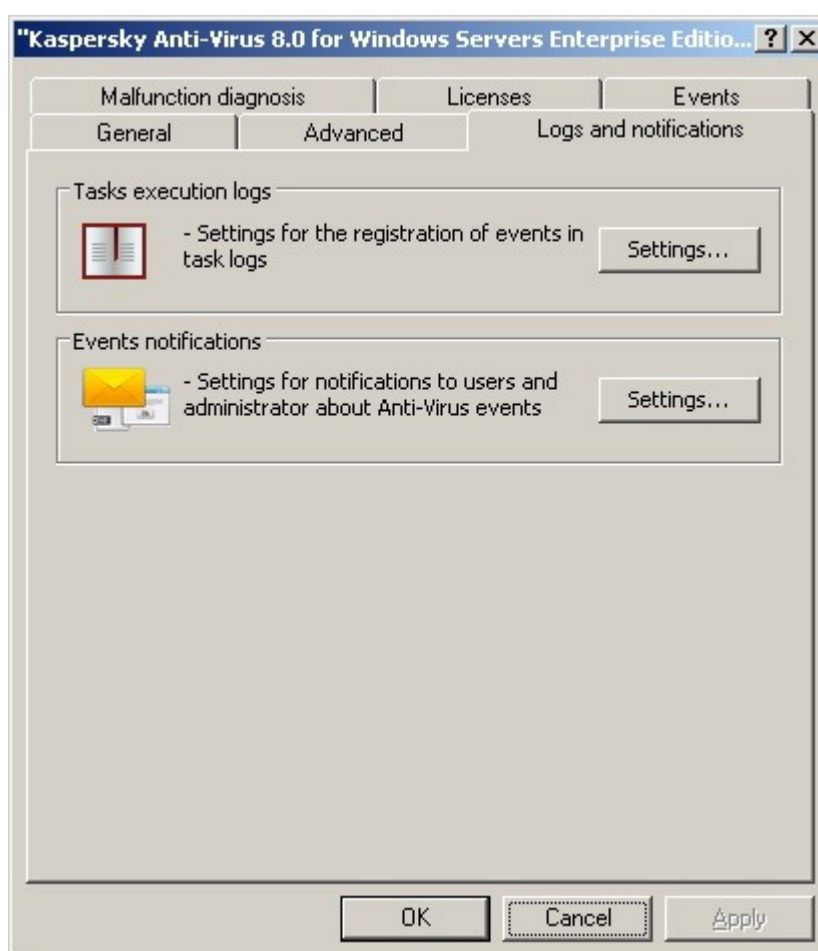 "Kaspersky Anti-Virus 8.0 for Windows Servers Enterprise Editio...
Malfunction diagnosis Licenses Events
General Advanced Logs and notifications
Tasks execution logs
- Settings for the registration of events in
task logs
Settings...
Events notifications
- Settings for notifications to users and
administrator about Anti-Virus events
Settings...
OK Cancel Apply